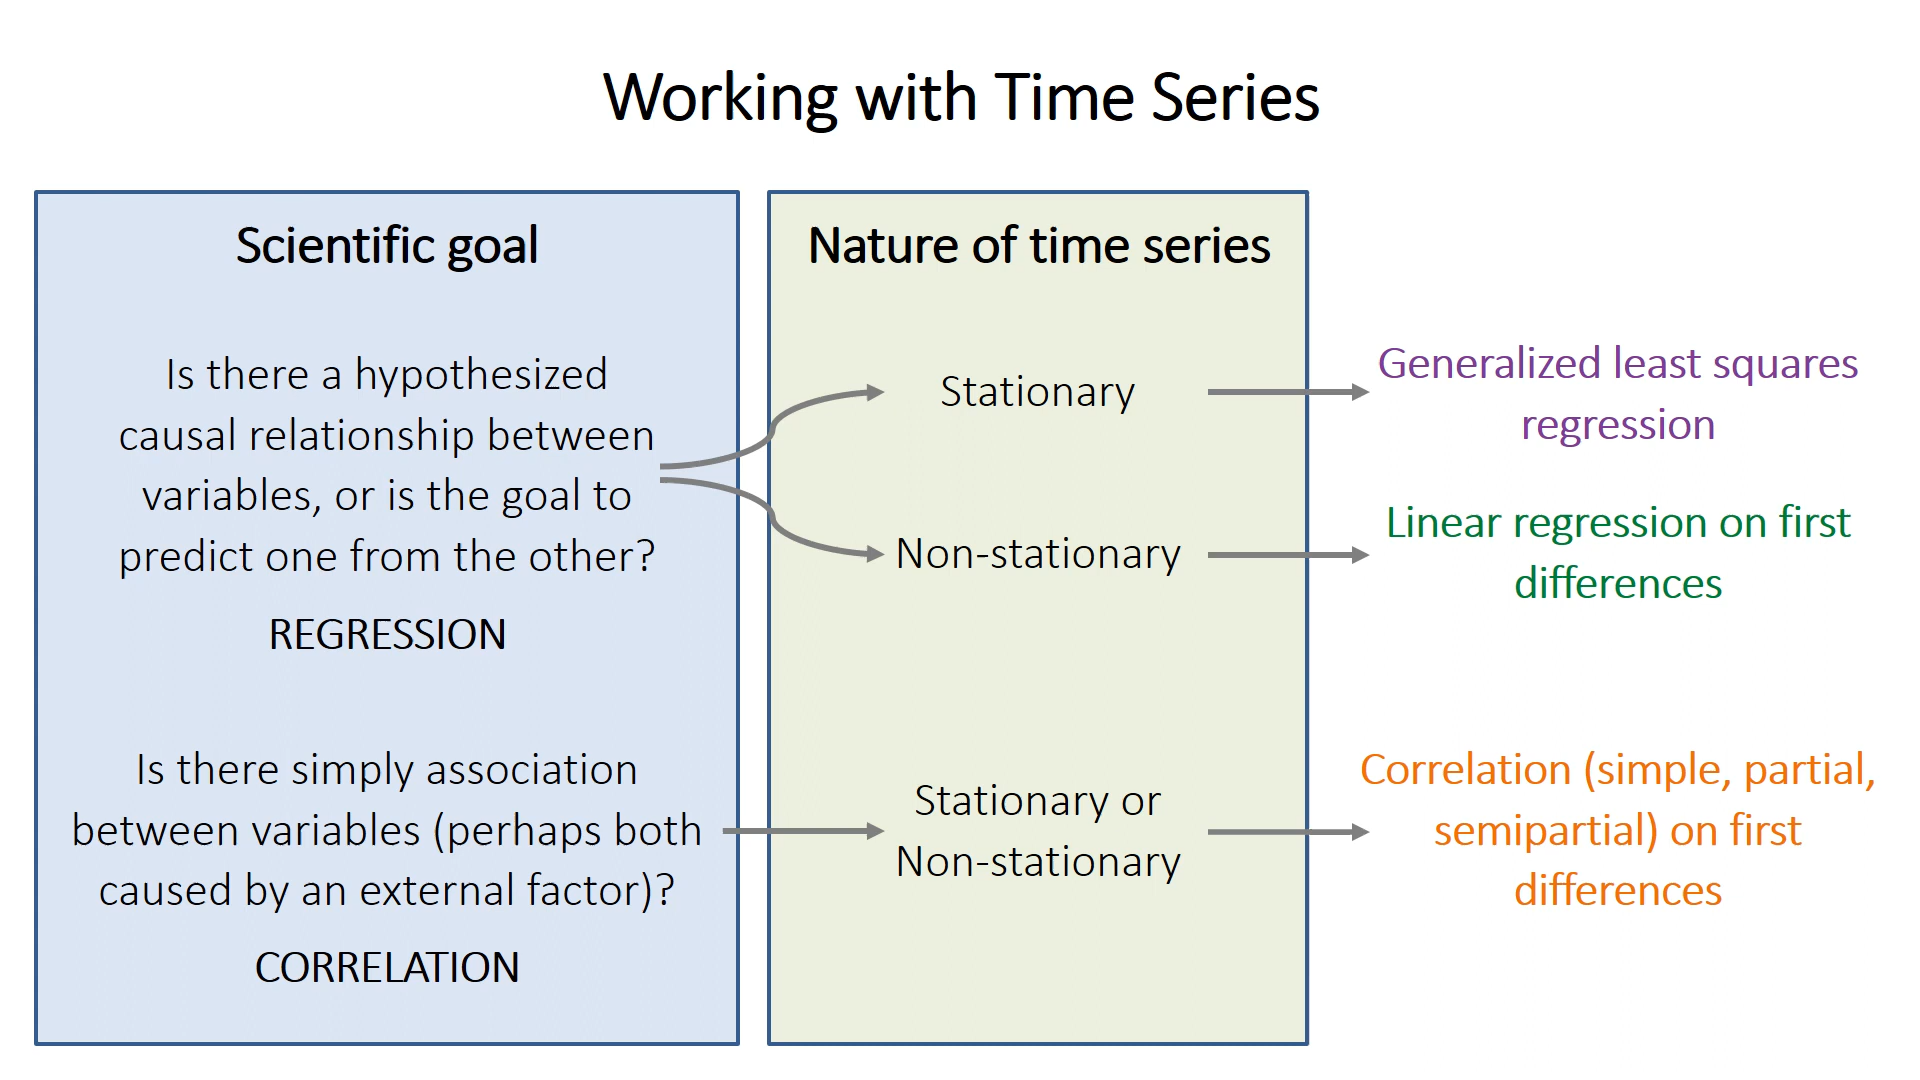 Working with Time Series
Scientific goal
Is there a hypothesized
causal relationship between
variables, or is the goal to
predict one from the other?
REGRESSION
Is there simply association
between variables (perhaps both
caused by an external factor)?
CORRELATION
Nature of time series
Stationary
Non-stationary
Stationary or
Non-stationary
Generalized least squares
regression
Linear regression on first
differences
Correlation (simple, partial,
semipartial) on first
differences